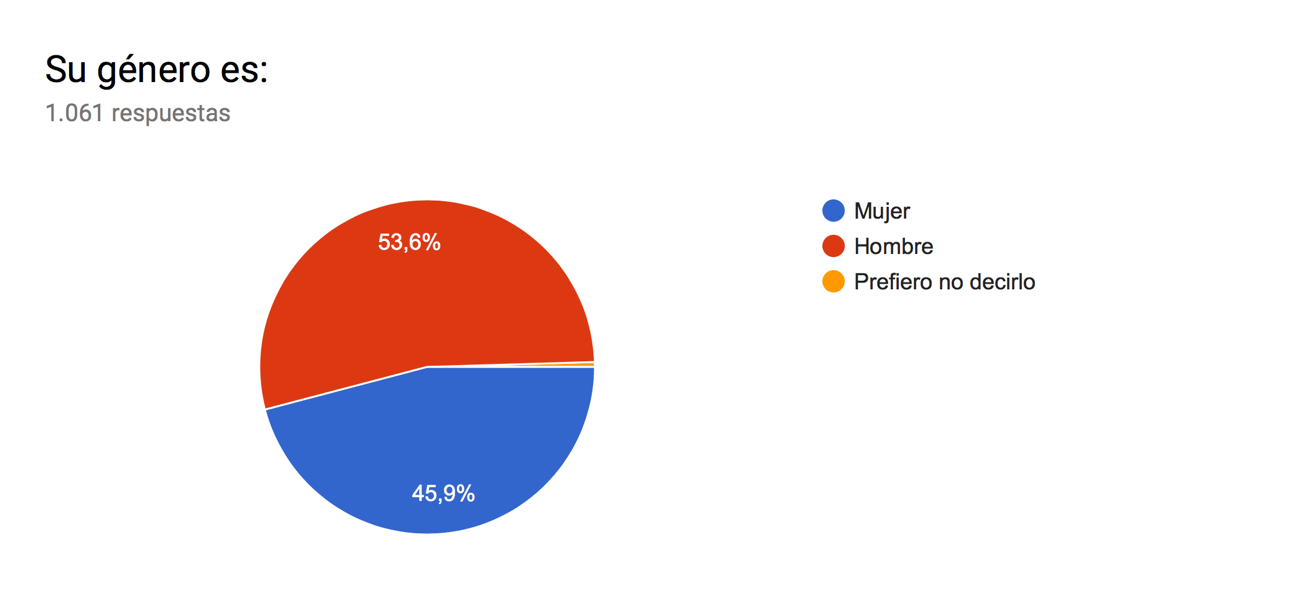 Su género es:
1.061 respuestas
53,6%
45,9%
Mujer
Hombre
Prefiero no decirlo